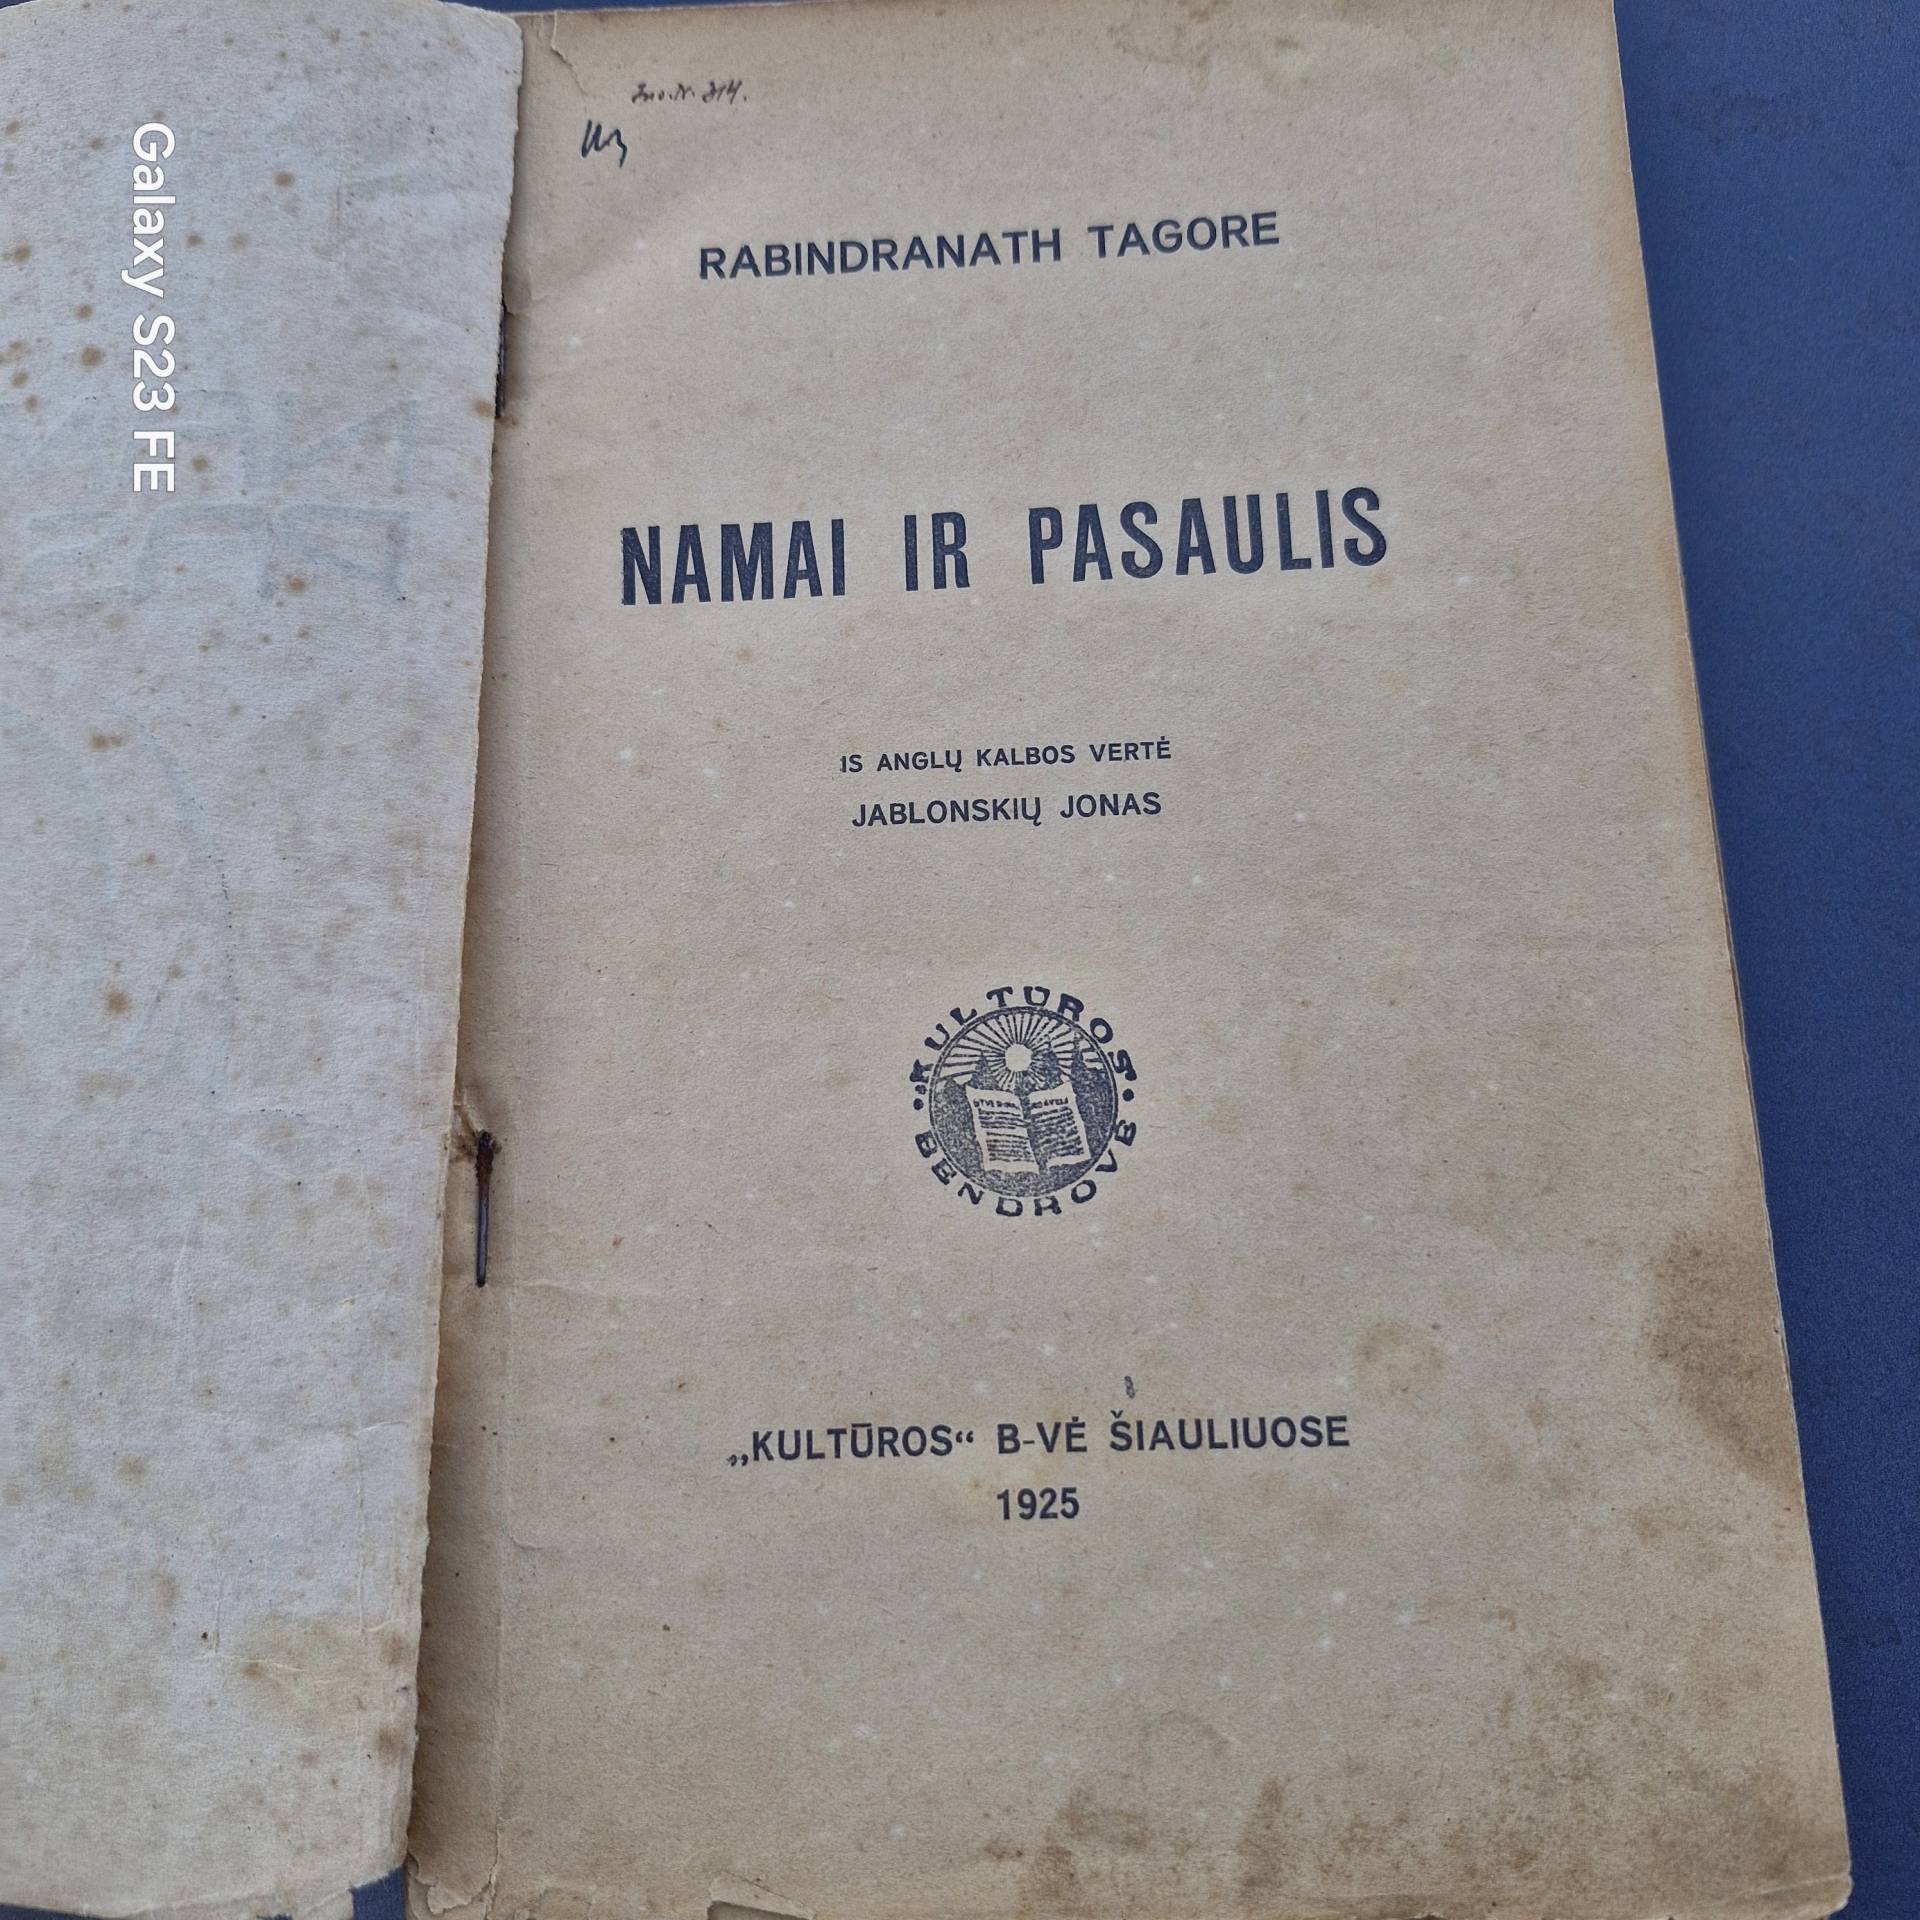 Galaxy S23 FE
314.
RABINDRANATH TAGORE
NAMAI IR PASAULIS
IS ANGLŲ KALBOS VERTĖ
JABLONSKIŲ JONAS
• KULTŪROS •
BENDROVĖ
„KULTŪROS“ B-VĖ ŠIAULIUOSE
1925